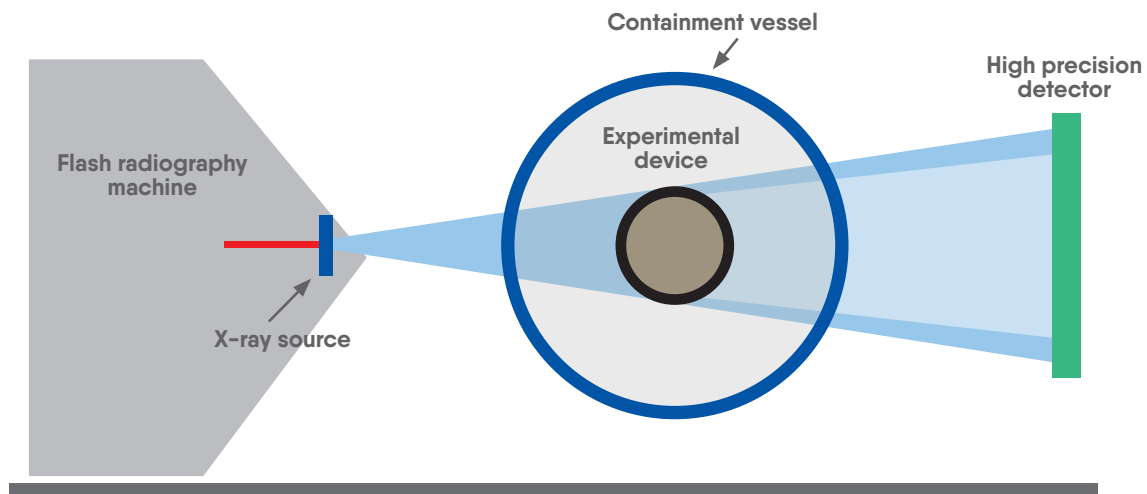 Containment vessel
High precision
detector
Experimental
device
Flash radiography
machine
X-ray source